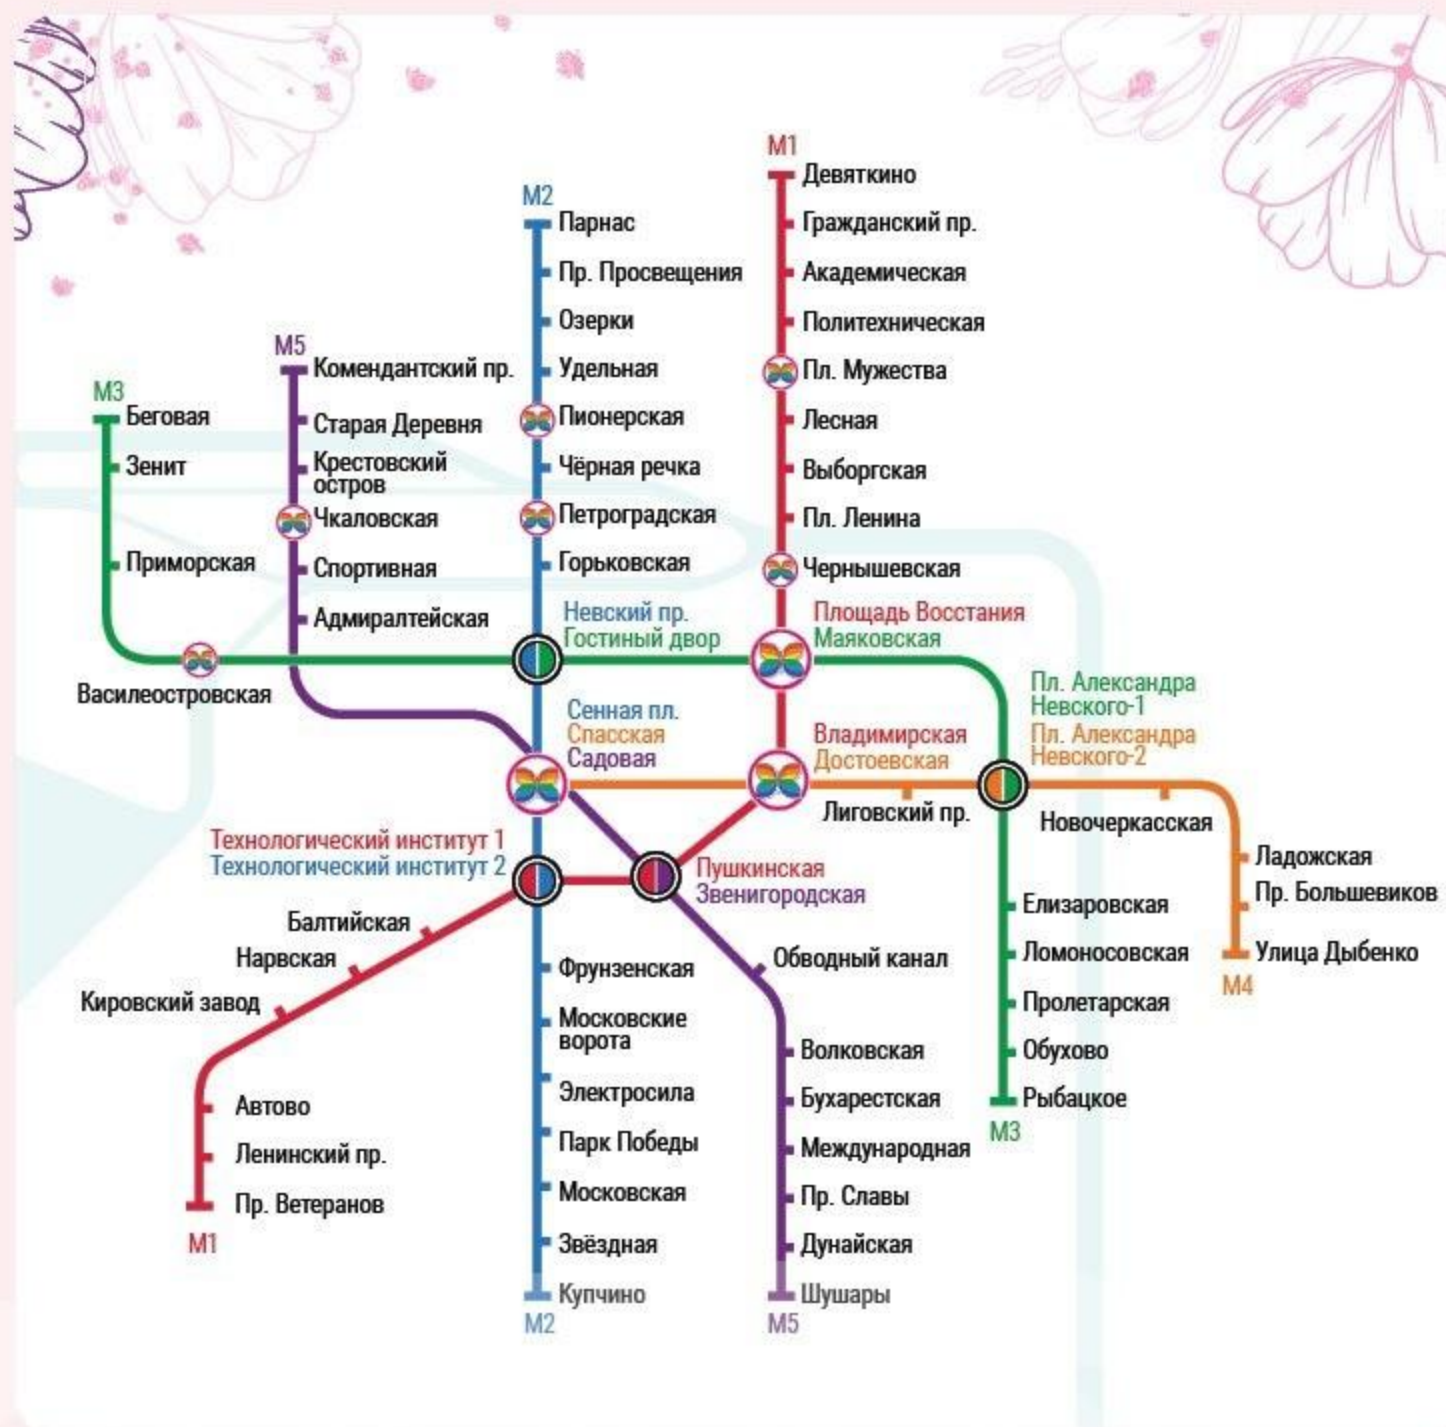 М1
Девяткино
Гражданский пр.
Академическая
Политехническая
Пл. Мужества
Лесная
Выборгская
Пл. Ленина
Чернышевская
Площадь Восстания
Маяковская
М2
Парнас
Пр. Просвещения
Озерки
Удельная
Пионерская
Чёрная речка
Петроградская
Горьковская
Невский пр.
Гостиный двор
М5
Комендантский пр.
Старая Деревня
Крестовский
остров
Чкаловская
Спортивная
Адмиралтейская
М3
Беговая
Зенит
Приморская
Василеостровская
Сенная пл.
Спасская
Садовая
Владимирская
Достоевская
Лиговский пр.
Пл. Александра
Невского-1
Пл. Александра
Невского-2
Новочеркасская
Ладожская
Пр. Большевиков
Улица Дыбенко
М4
Технологический институт 1
Технологический институт 2
Пушкинская
Звенигородская
Балтийская
Нарвская
Кировский завод
Автово
Ленинский пр.
Пр. Ветеранов
М1
Фрунзенская
Московские
ворота
Электросила
Парк Победы
Московская
Звёздная
Купчино
М2
Обводный канал
Волковская
Бухарестская
Международная
Пр. Славы
Дунайская
Шушары
М5
Елизаровская
Ломоносовская
Пролетарская
Обухово
Рыбацкое
М3